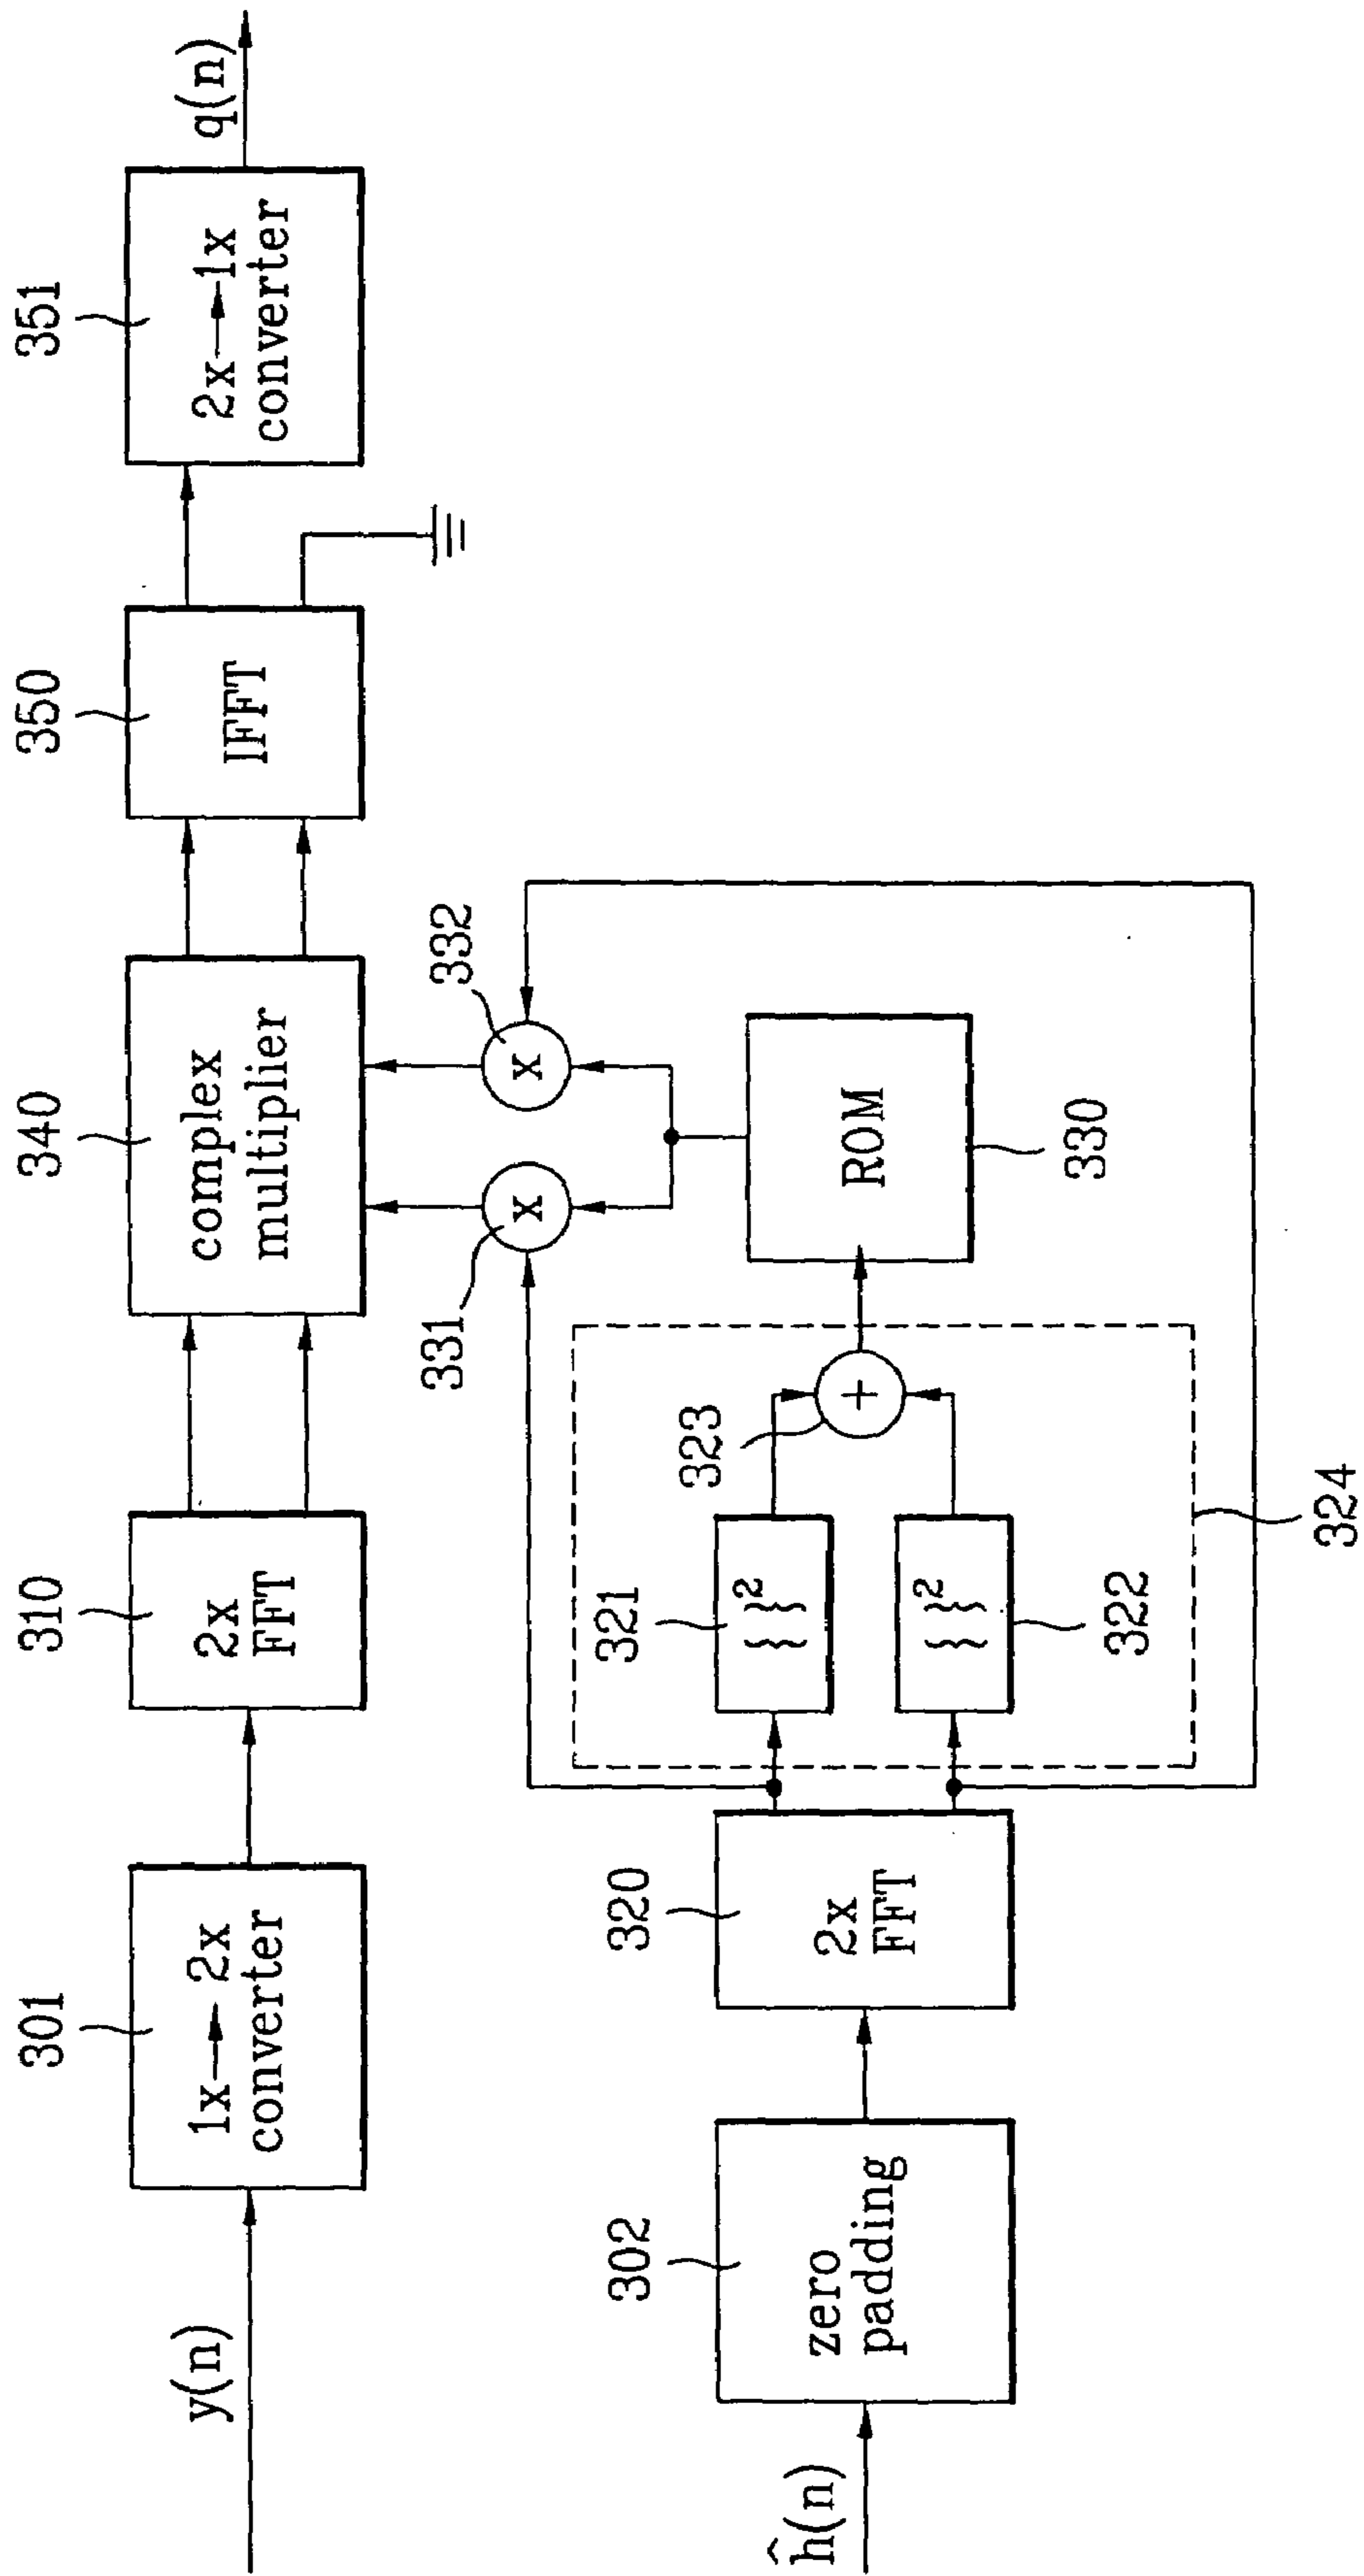 301
1x→2x
converter
y(n)
310
2x
FFT
340
complex
multiplier
350
IFFT
351
2x→1x
converter
q(n)
331
x
332
x
302
zero
padding
ĥ(n)
320
2x
FFT
321
{ }²
322
{ }²
323
+
324
ROM
330